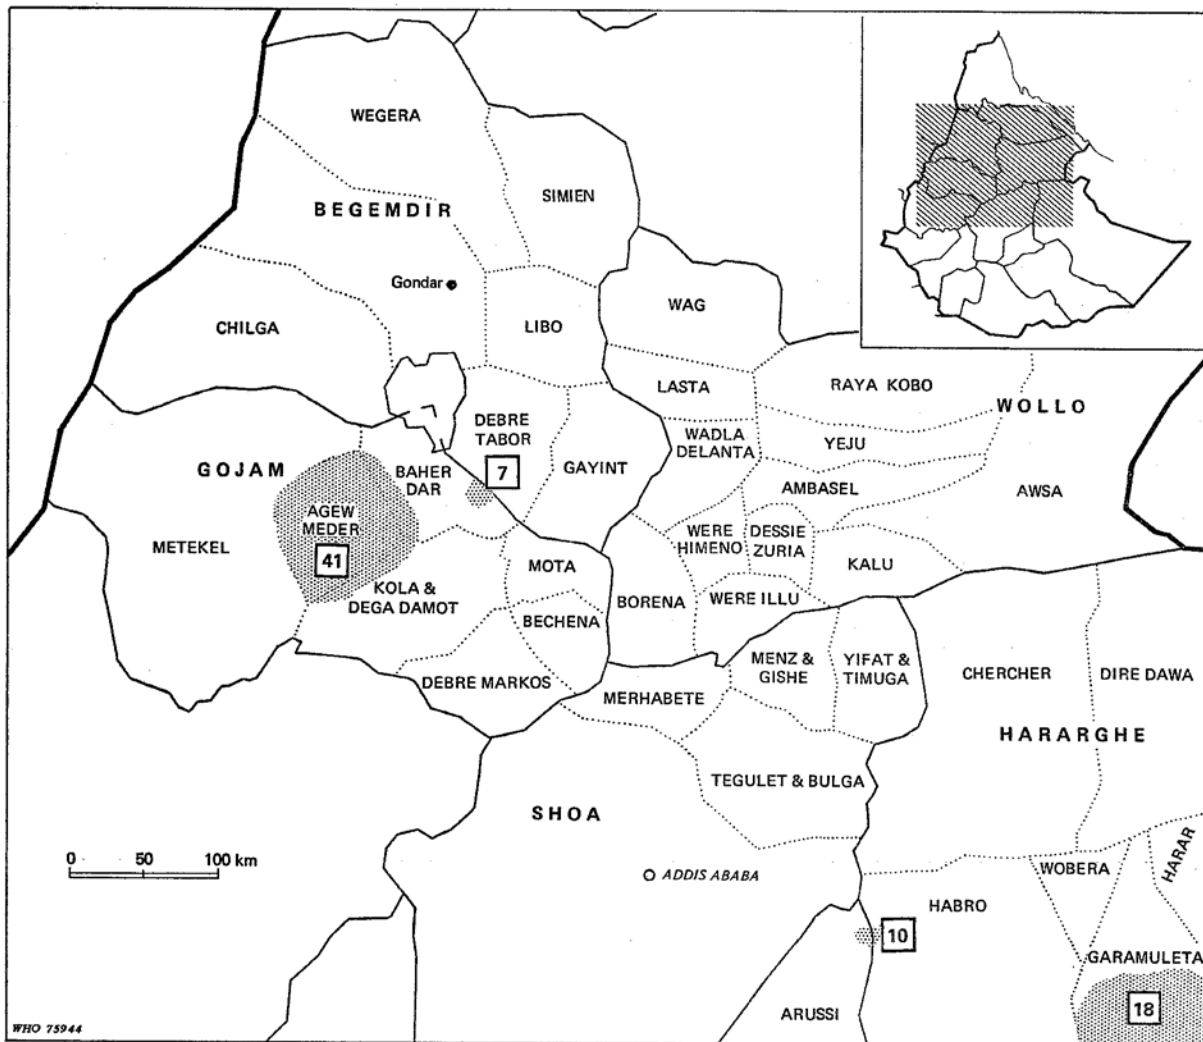 WEGERA
SIMIEN
BEGEMDIR
Gondar
WAG
CHILGA
LIBO
LASTA
RAYA KOBO
WOLLO
DEBRE
TABOR
WADLA
DELANTA
YEJU
7
GOJAM
BAHER
DAR
GAYINT
AMBASEL
AWSA
AGEW
MEDER
41
METEKEL
WERE
HIMENO
DESSIE
ZURIA
MOTA
KALU
KOLA &
DEGA DAMOT
BORENA
WERE ILLU
BECHENA
MENZ &
GISHE
YIFAT &
TIMUGA
CHERCHER
DIRE DAWA
DEBRE MARKOS
MERHABETE
HARARGHE
TEGULET & BULGA
SHOA
0 50 100 km
ADDIS ABABA
WOBERA
HARAR
HABRO
10
GARAMULETA
18
ARUSSI
WHO 75944